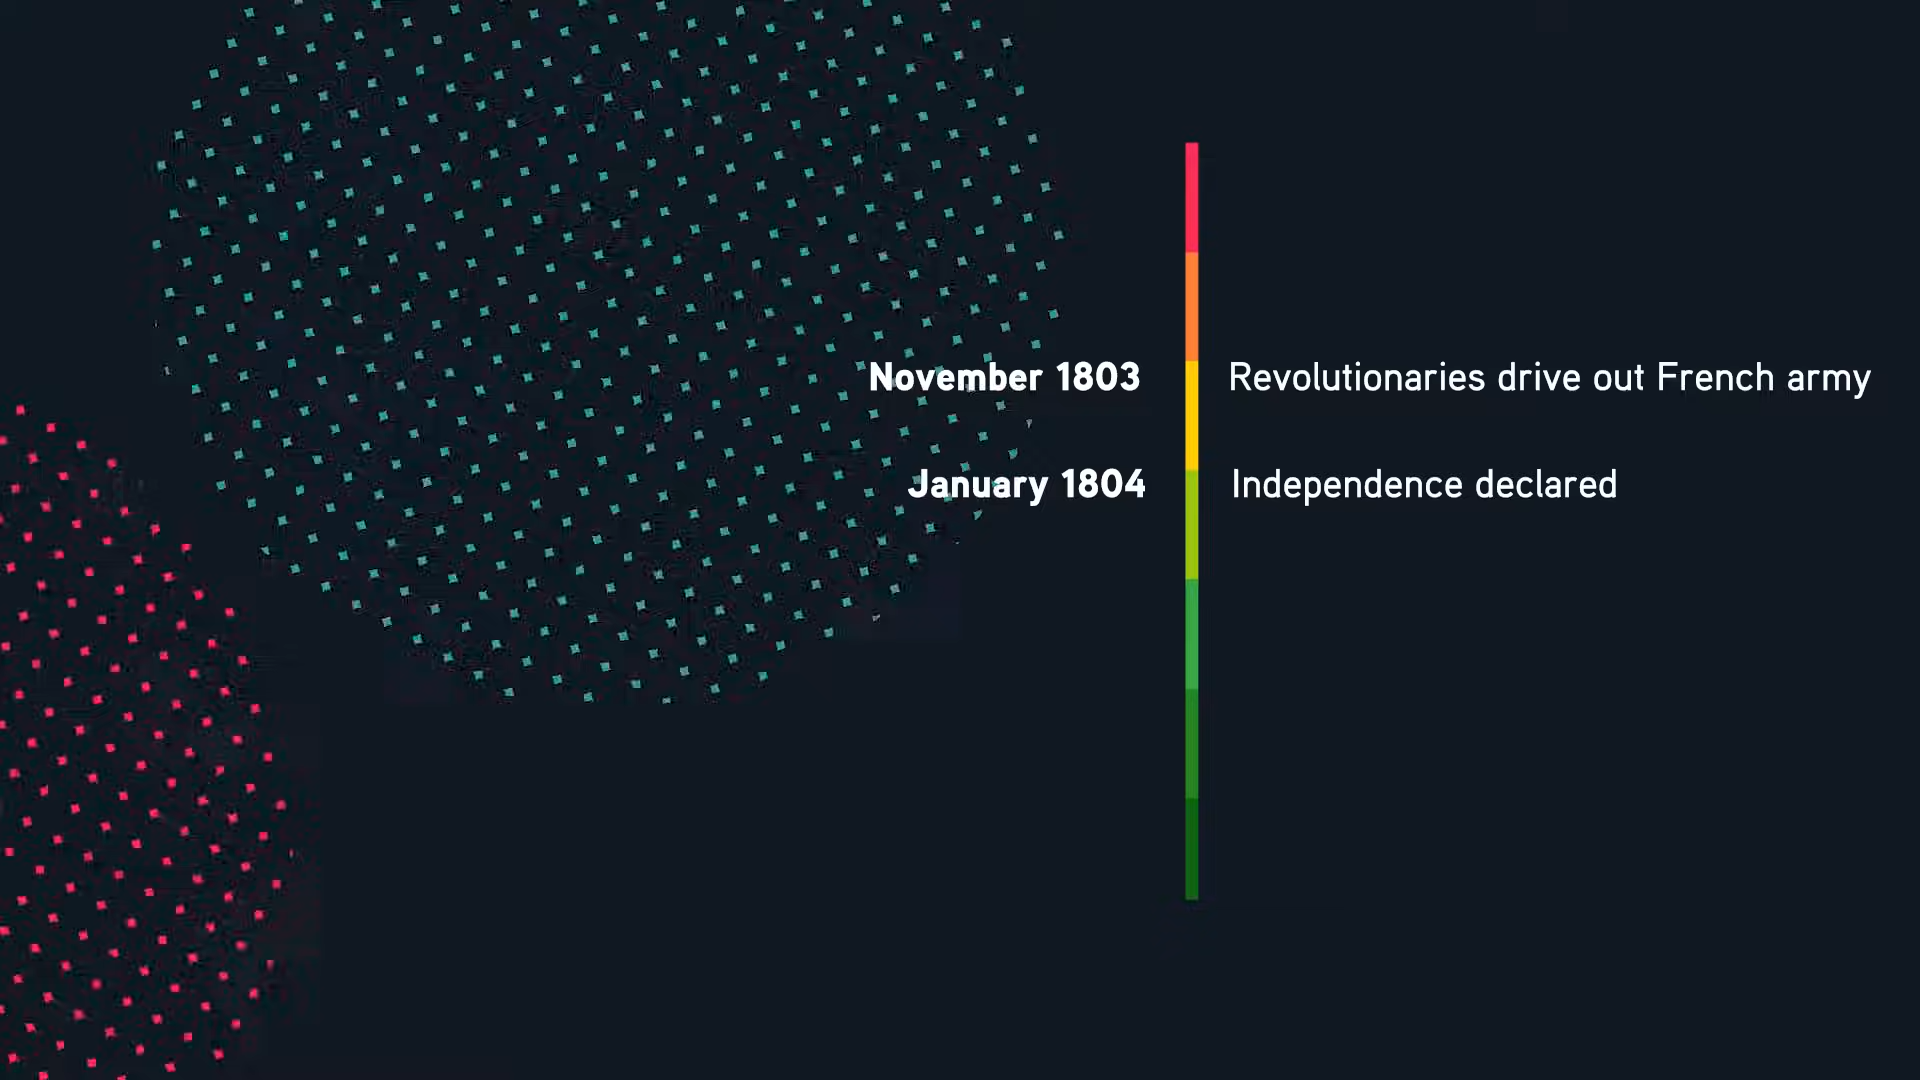 November 1803 Revolutionaries drive out French army
January 1804 Independence declared